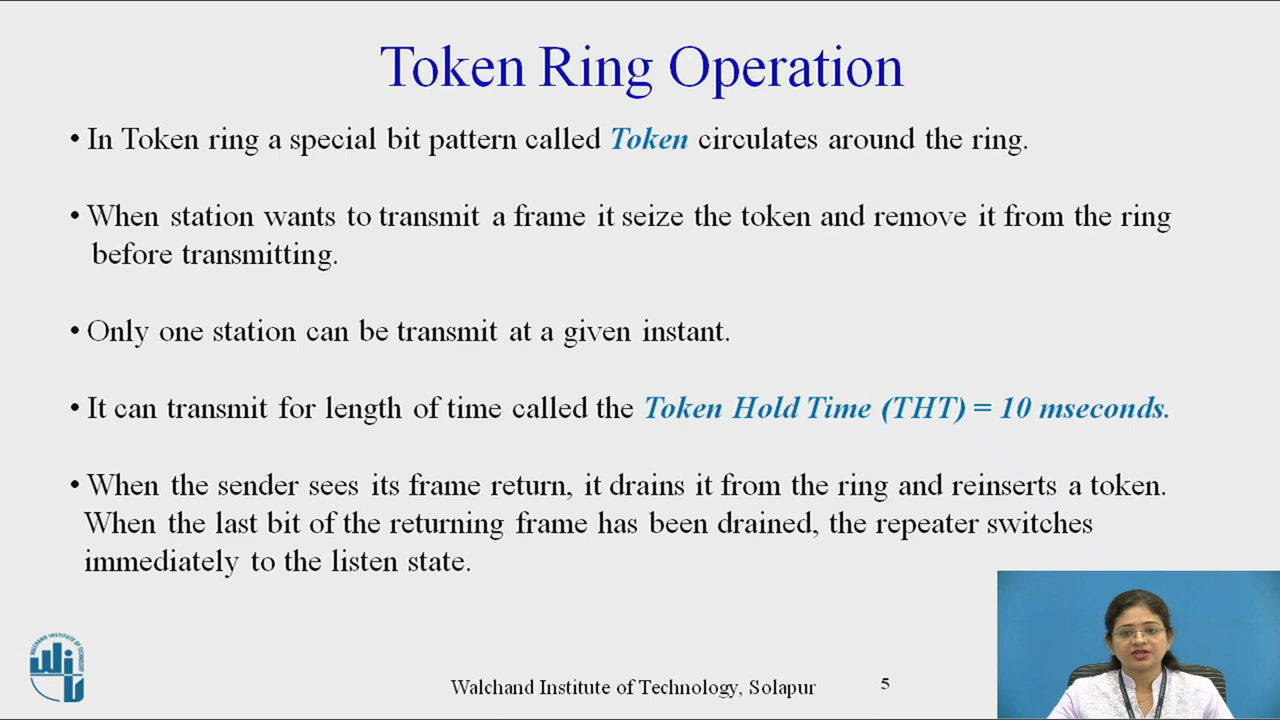 Token Ring Operation
• In Token ring a special bit pattern called Token circulates around the ring.
• When station wants to transmit a frame it seize the token and remove it from the ring
before transmitting.
• Only one station can be transmit at a given instant.
• It can transmit for length of time called the Token Hold Time (THT) = 10 mseconds.
• When the sender sees its frame return, it drains it from the ring and reinserts a token.
When the last bit of the returning frame has been drained, the repeater switches
immediately to the listen state.
WALCHAND INSTITUTE OF TECHNOLOGY
WIT
Walchand Institute of Technology, Solapur
5